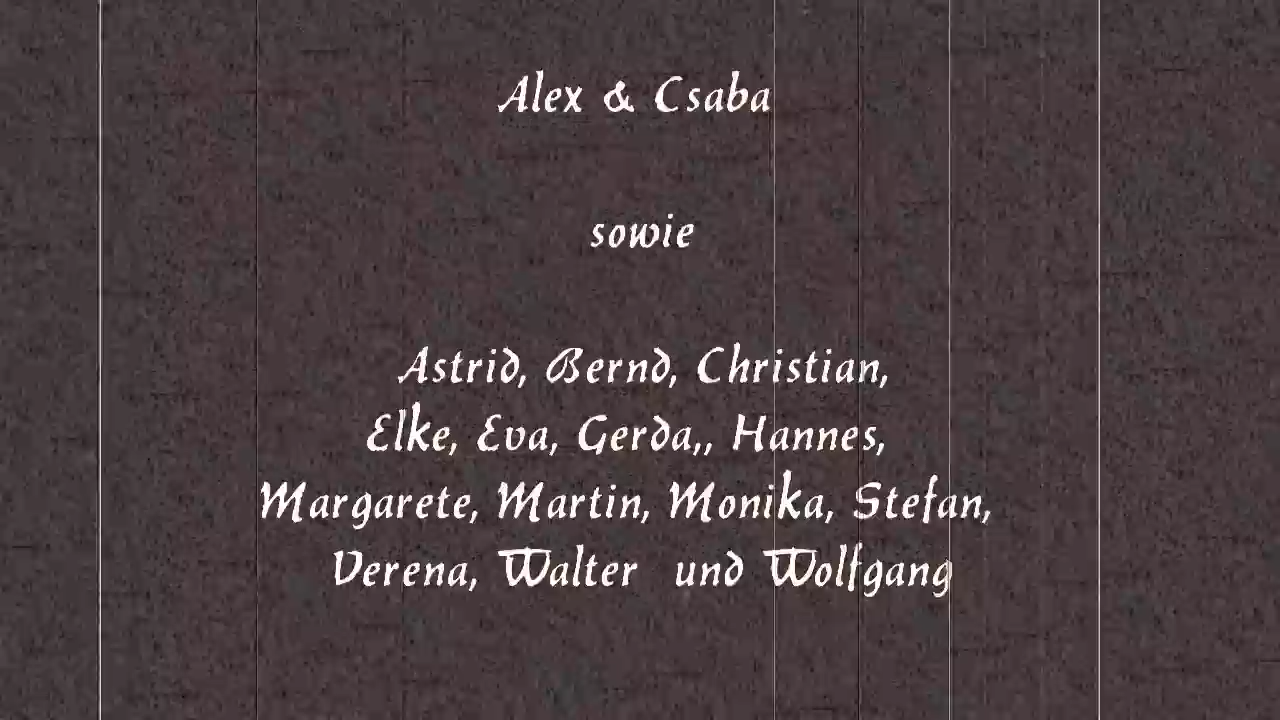 Alex & Csaba
sowie
Astrid, Bernd, Christian,
Elke, Eva, Gerda,, Hannes,
Margarete, Martin, Monika, Stefan,
Verena, Walter  und Wolfgang